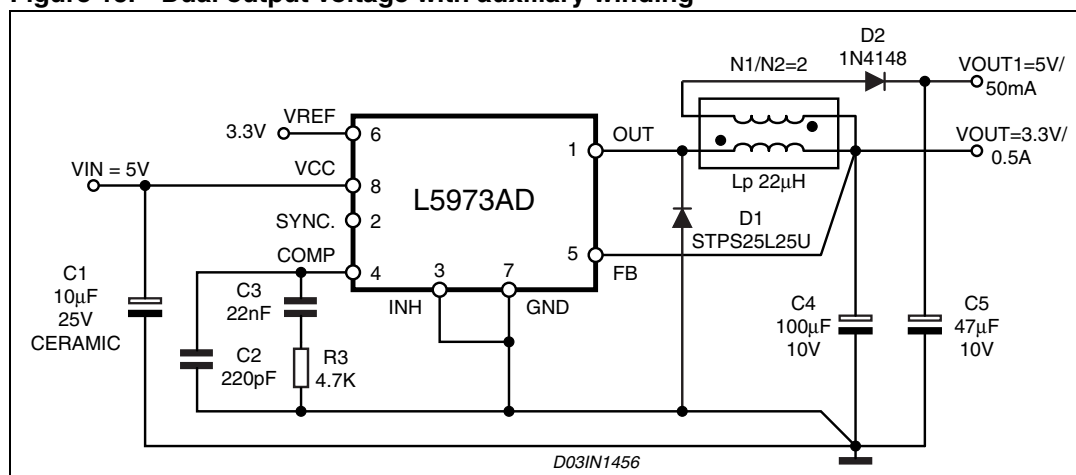 Figure 18. Dual output voltage with auxiliary winding
D2
1N4148
N1/N2=2
VOUT1=5V/
50mA
VREF
3.3V
6
1
OUT
VOUT=3.3V/
0.5A
VIN = 5V
VCC
8
Lp 22μH
L5973AD
SYNC.
2
D1
STPS25L25U
COMP
4
3
7
5
FB
INH
GND
C1
10μF
25V
CERAMIC
C3
22nF
C2
220pF
R3
4.7K
C4
100μF
10V
C5
47μF
10V
D03IN1456